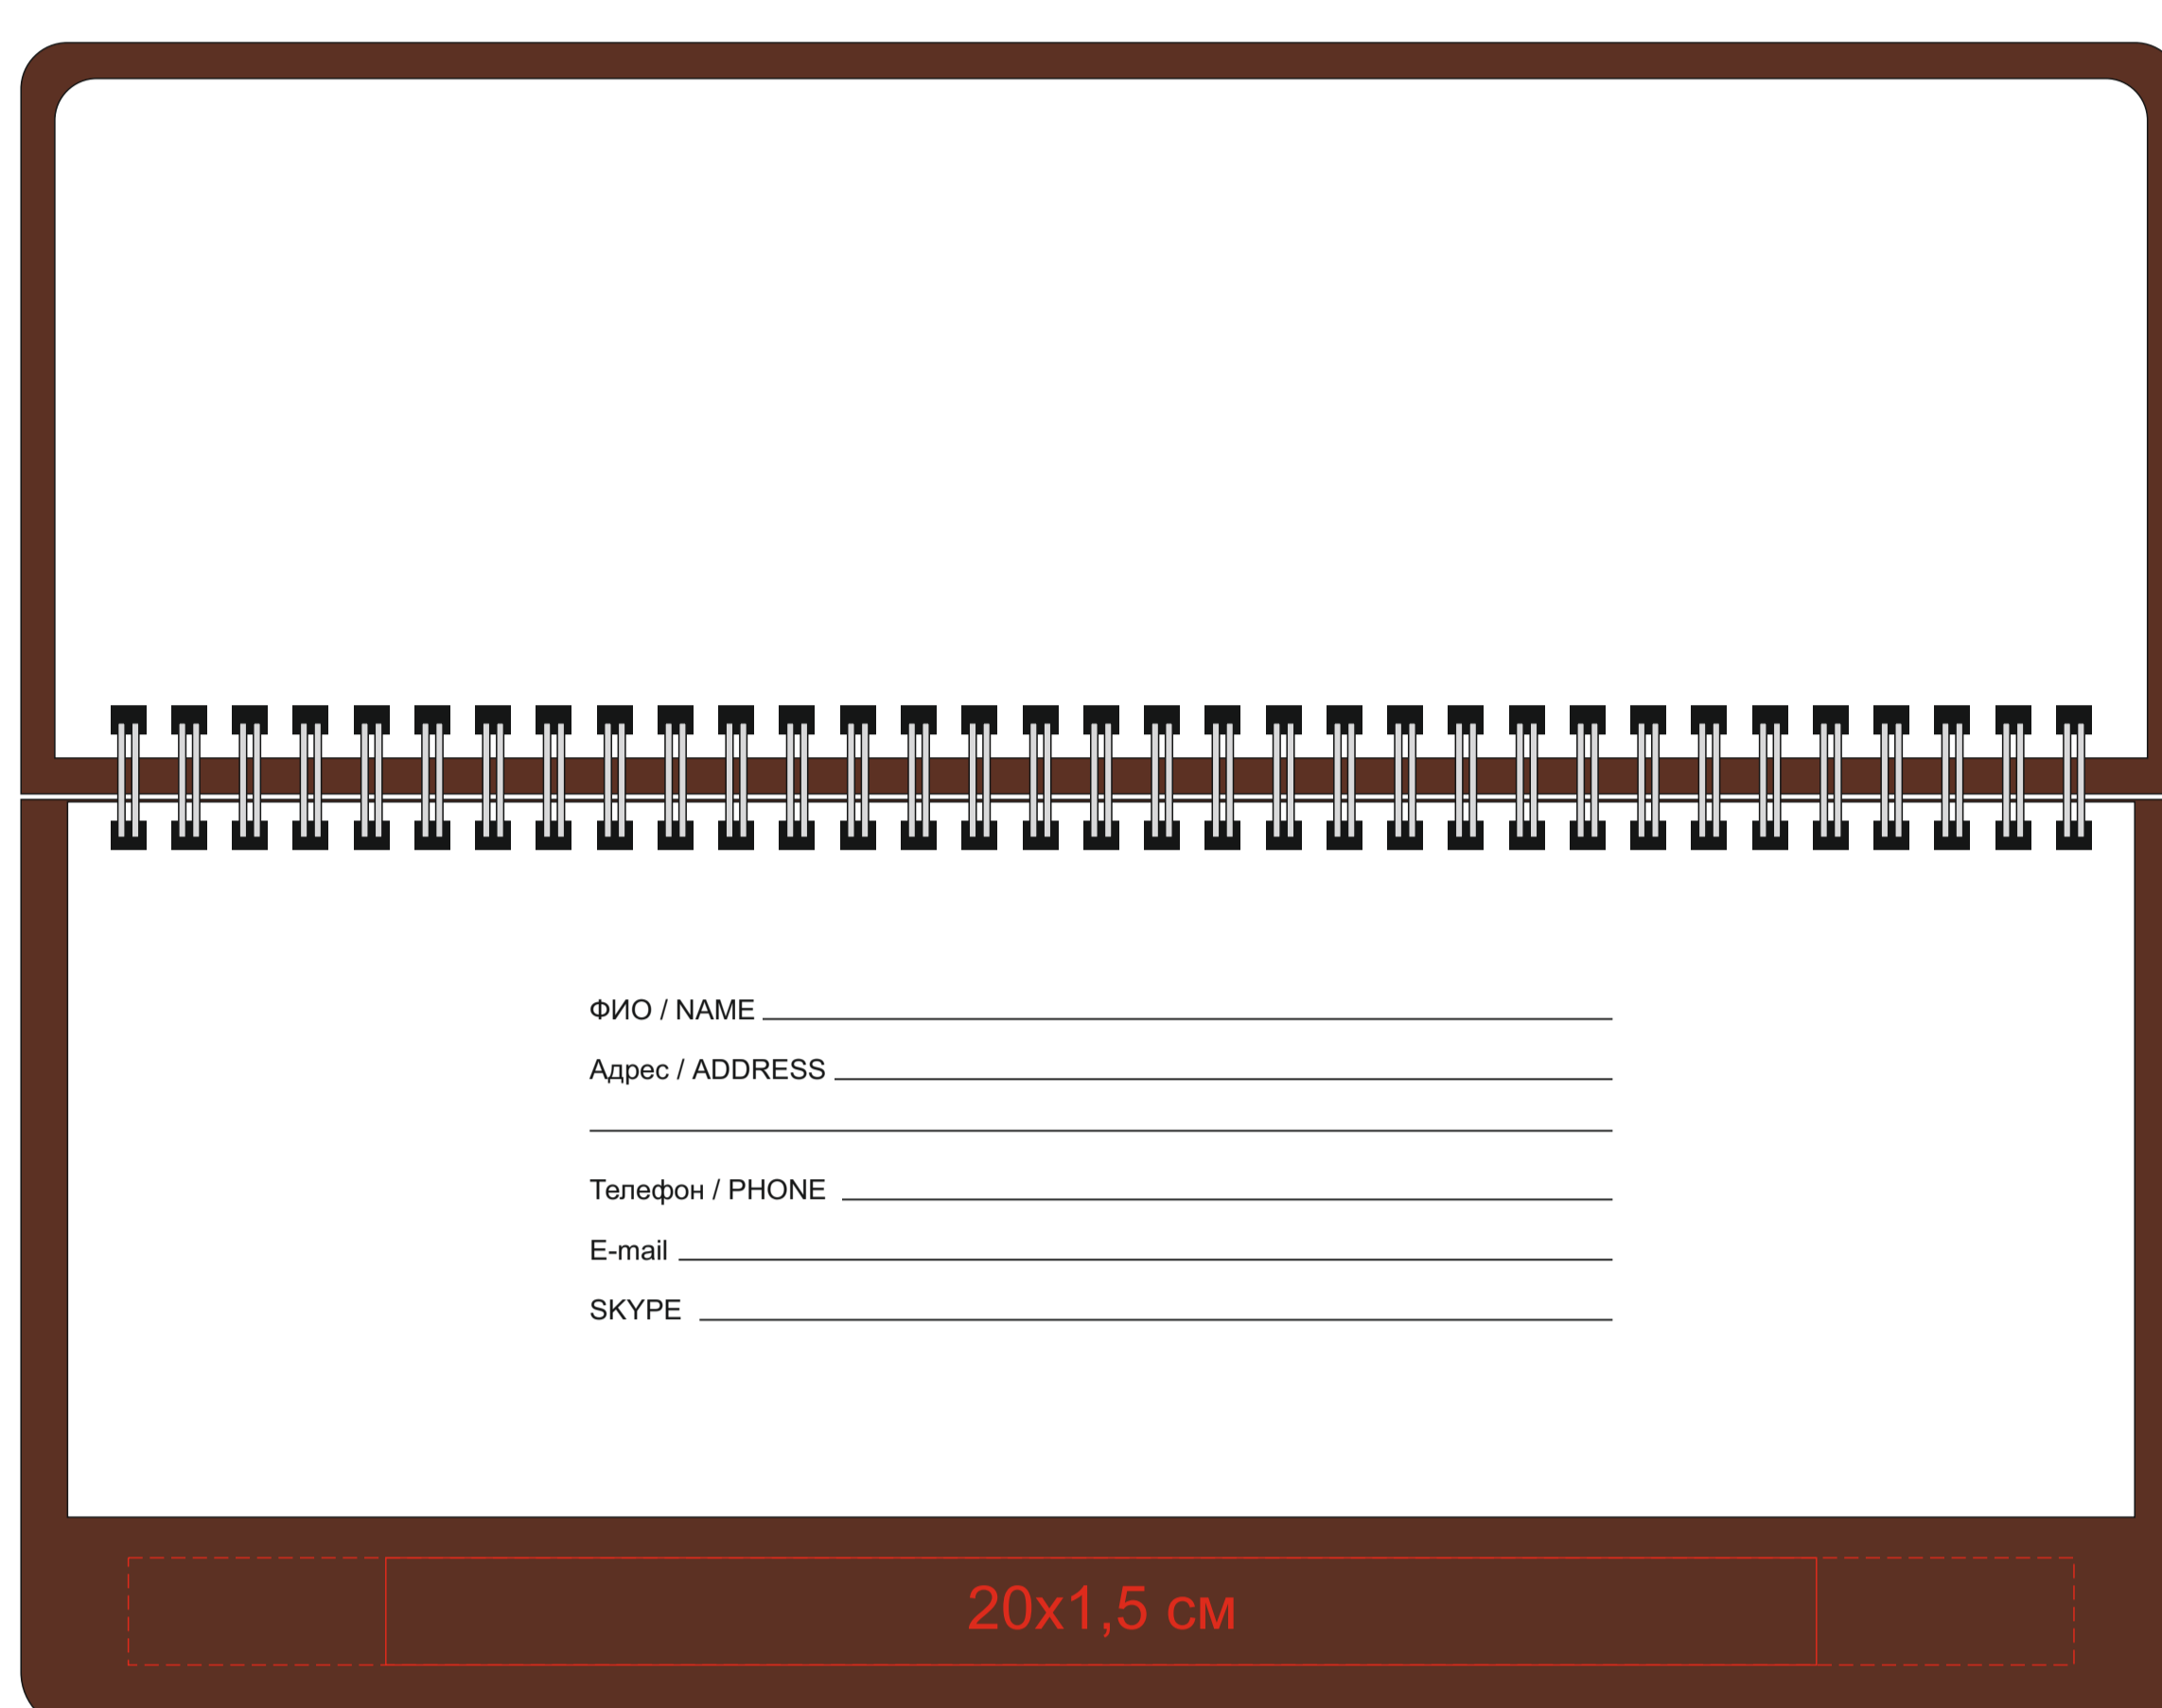 ФИО / NAME
Адрес / ADDRESS
Телефон / PHONE
E-mail
SKYPE
20x1,5 см